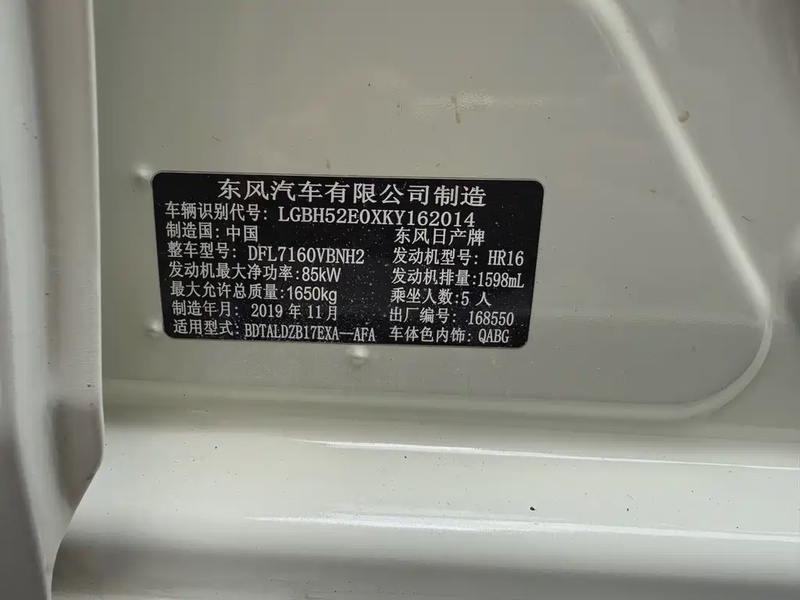 东风汽车有限公司制造
车辆识别代号: LGBH52E0XKY162014
制造国: 中国 东风日产牌
整车型号: DFL7160VBNH2 发动机型号: HR16
发动机最大净功率: 85kW 发动机排量: 1598mL
最大允许总质量: 1650kg 乘坐人数: 5 人
制造年月: 2019 年 11 月 出厂编号: 168550
适用型式: BDTALDZB17EXA—AFA 车体色内饰: QABG